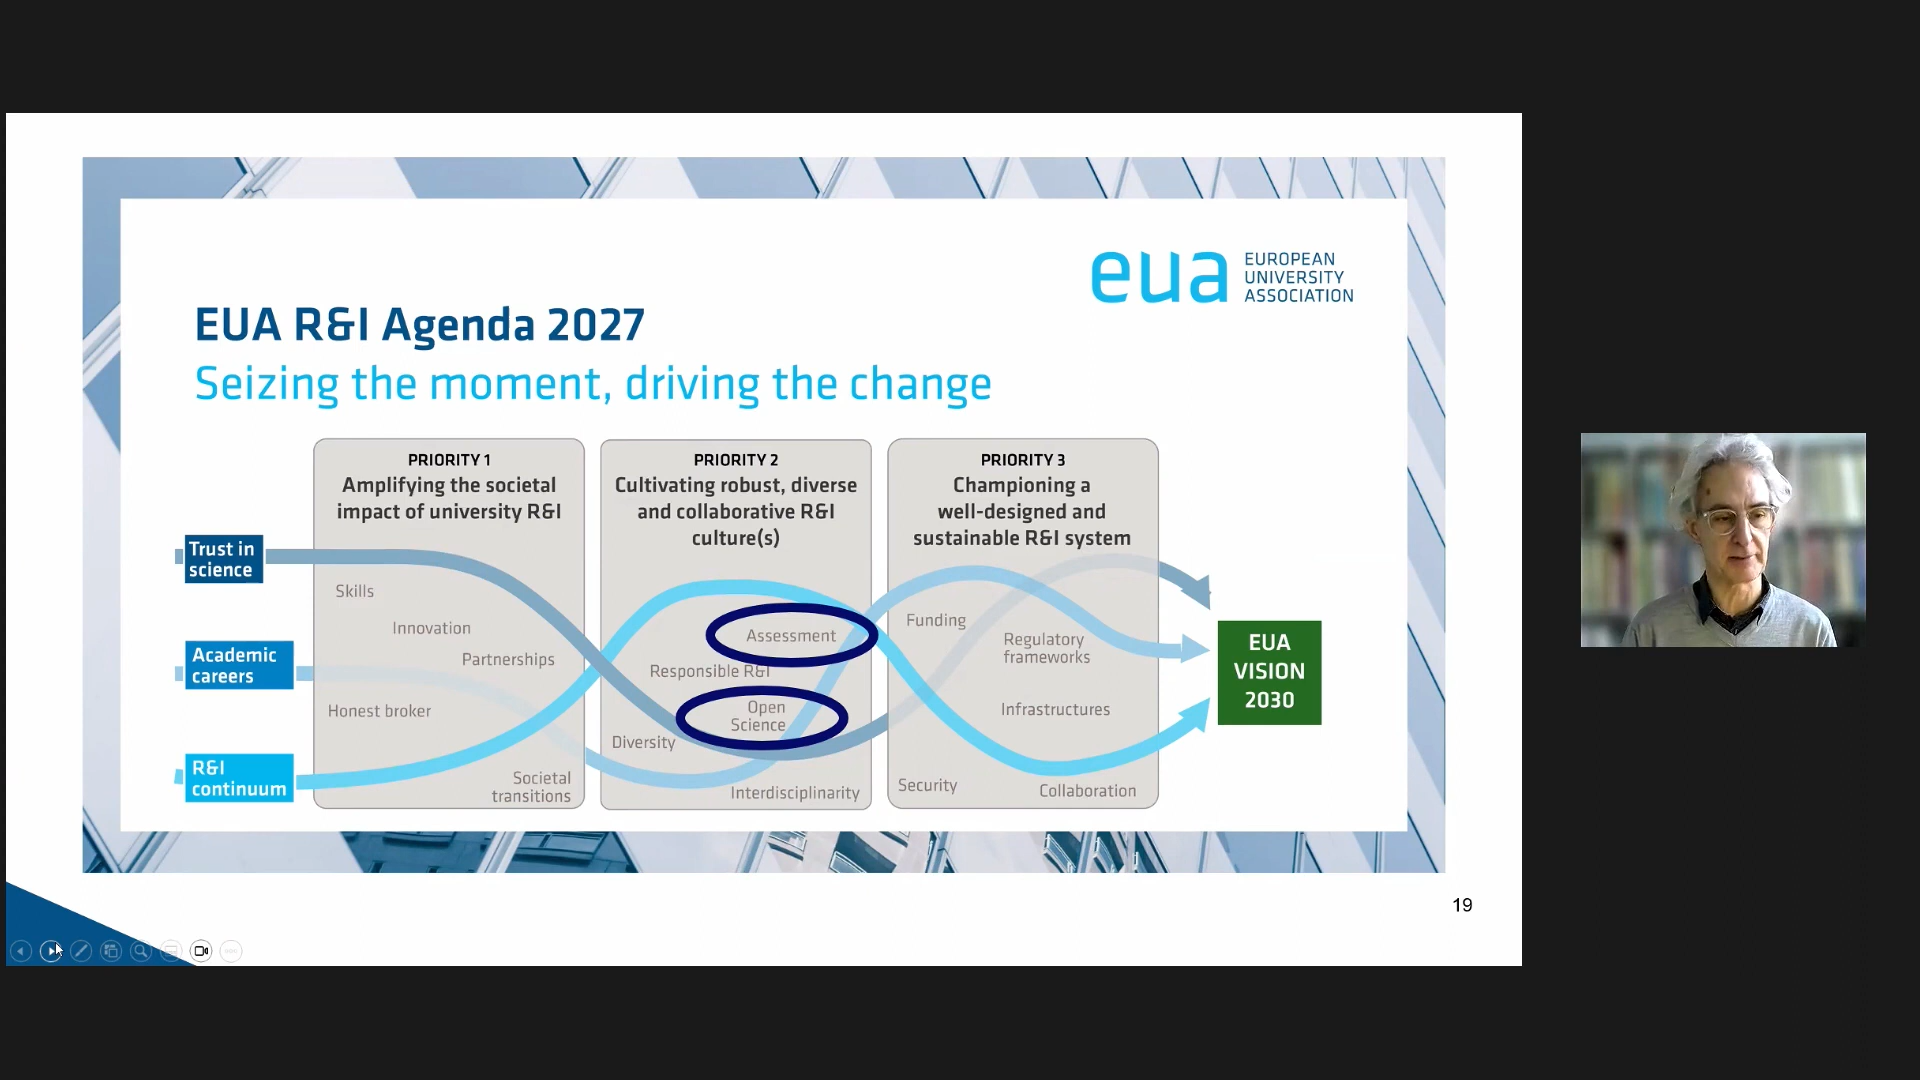 eua
EUROPEAN
UNIVERSITY
ASSOCIATION
EUA R&I Agenda 2027
Seizing the moment, driving the change
PRIORITY 1
Amplifying the societal
impact of university R&I
PRIORITY 2
Cultivating robust, diverse
and collaborative R&I
culture(s)
PRIORITY 3
Championing a
well-designed and
sustainable R&I system
Trust in
science
Academic
careers
R&I
continuum
Skills
Innovation
Partnerships
Honest broker
Societal
transitions
Assessment
Responsible R&I
Open
Science
Diversity
Interdisciplinarity
Funding
Regulatory
frameworks
Infrastructures
Security
Collaboration
EUA
VISION
2030
19